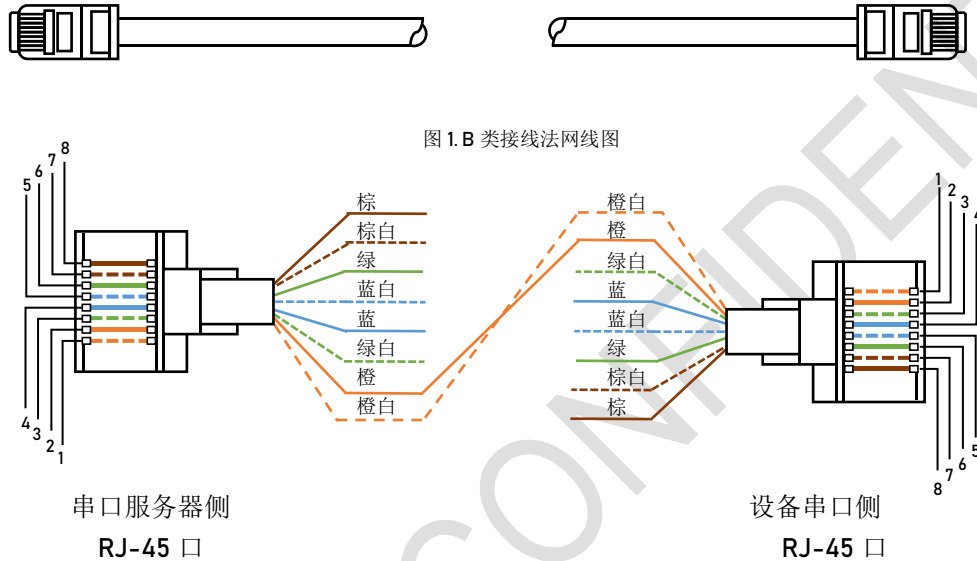 图 1. B 类接线法网线图
8
7
6
5
棕
棕白
绿
蓝白
蓝
绿白
橙
橙白
4
3
2
1
橙白
橙
绿白
蓝
蓝白
绿
棕白
棕
1
2
3
4
5
6
7
8
串口服务器侧
RJ-45 口
设备串口侧
RJ-45 口
CONFIDEN